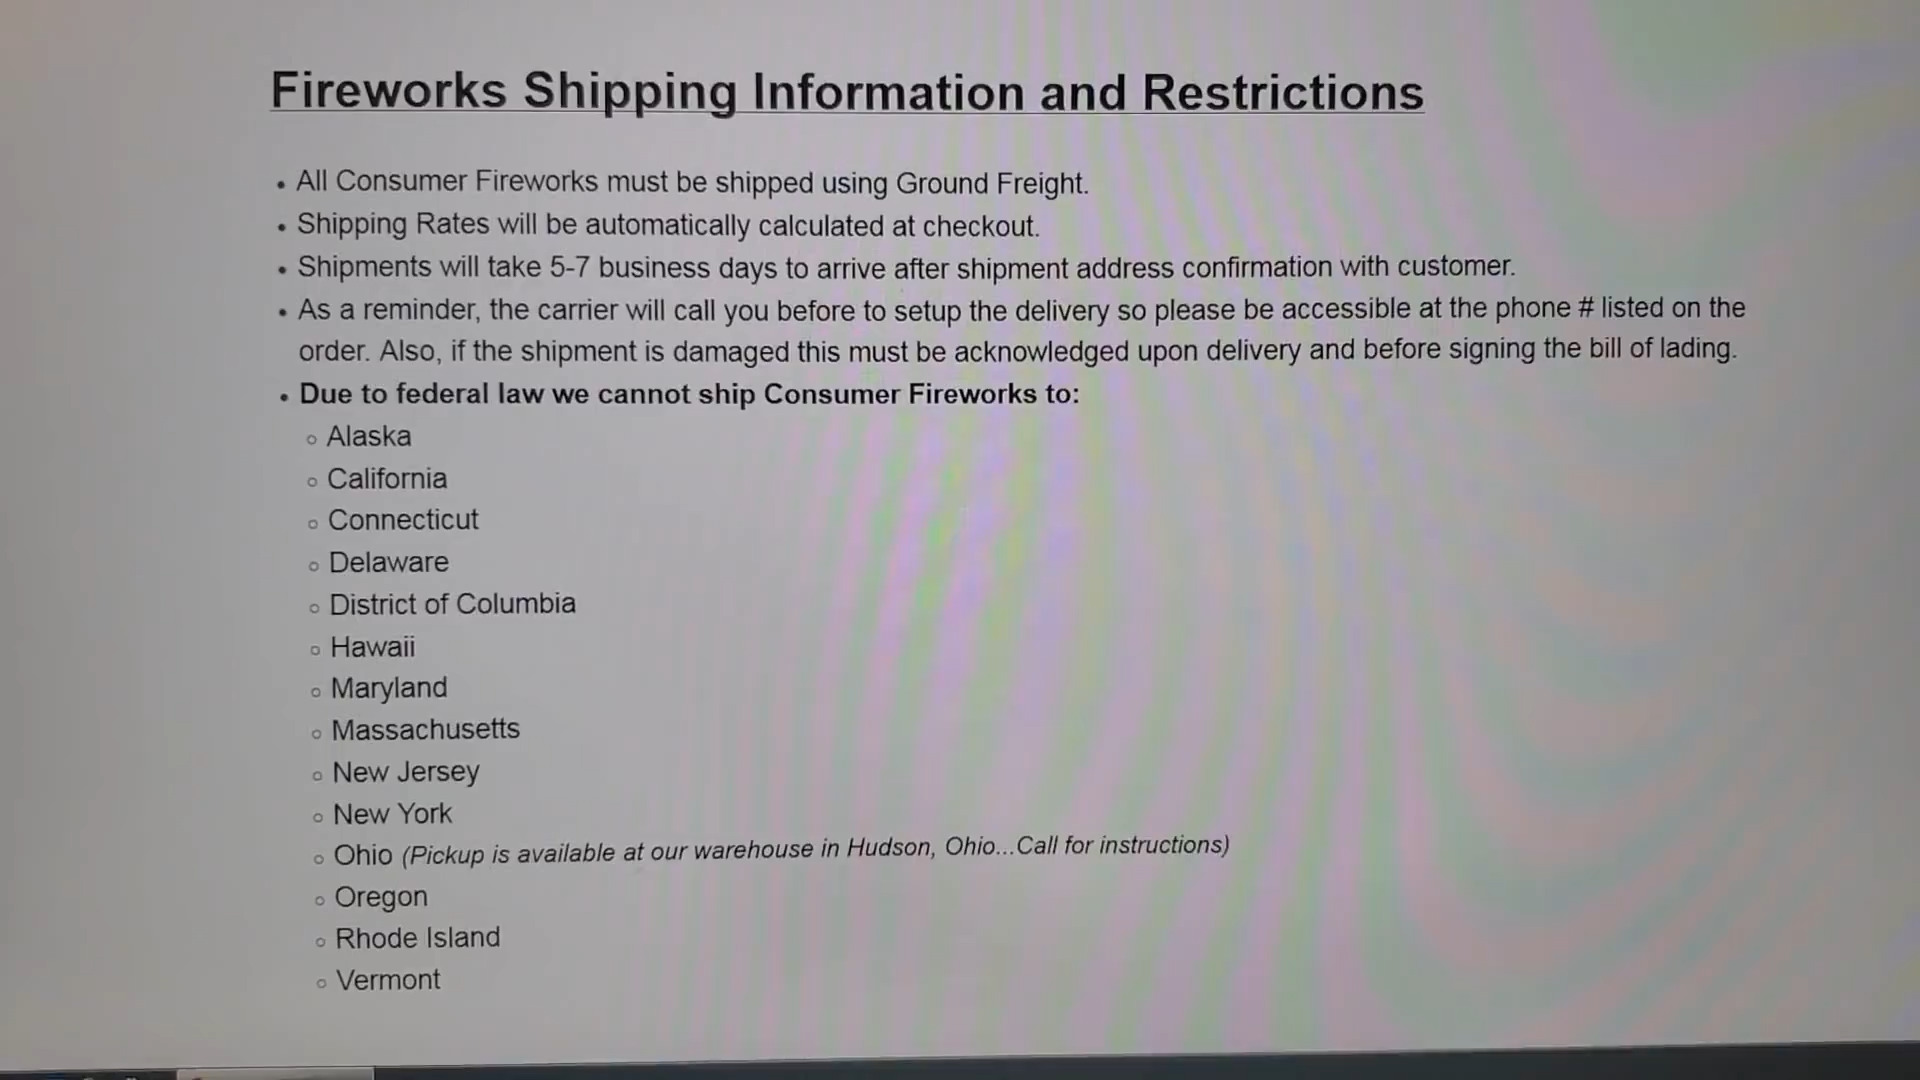 Fireworks Shipping Information and Restrictions
• All Consumer Fireworks must be shipped using Ground Freight.
• Shipping Rates will be automatically calculated at checkout.
• Shipments will take 5-7 business days to arrive after shipment address confirmation with customer.
• As a reminder, the carrier will call you before to setup the delivery so please be accessible at the phone # listed on the
order. Also, if the shipment is damaged this must be acknowledged upon delivery and before signing the bill of lading.
• Due to federal law we cannot ship Consumer Fireworks to:
○ Alaska
○ California
○ Connecticut
○ Delaware
○ District of Columbia
○ Hawaii
○ Maryland
○ Massachusetts
○ New Jersey
○ New York
○ Ohio (Pickup is available at our warehouse in Hudson, Ohio...Call for instructions)
○ Oregon
○ Rhode Island
○ Vermont